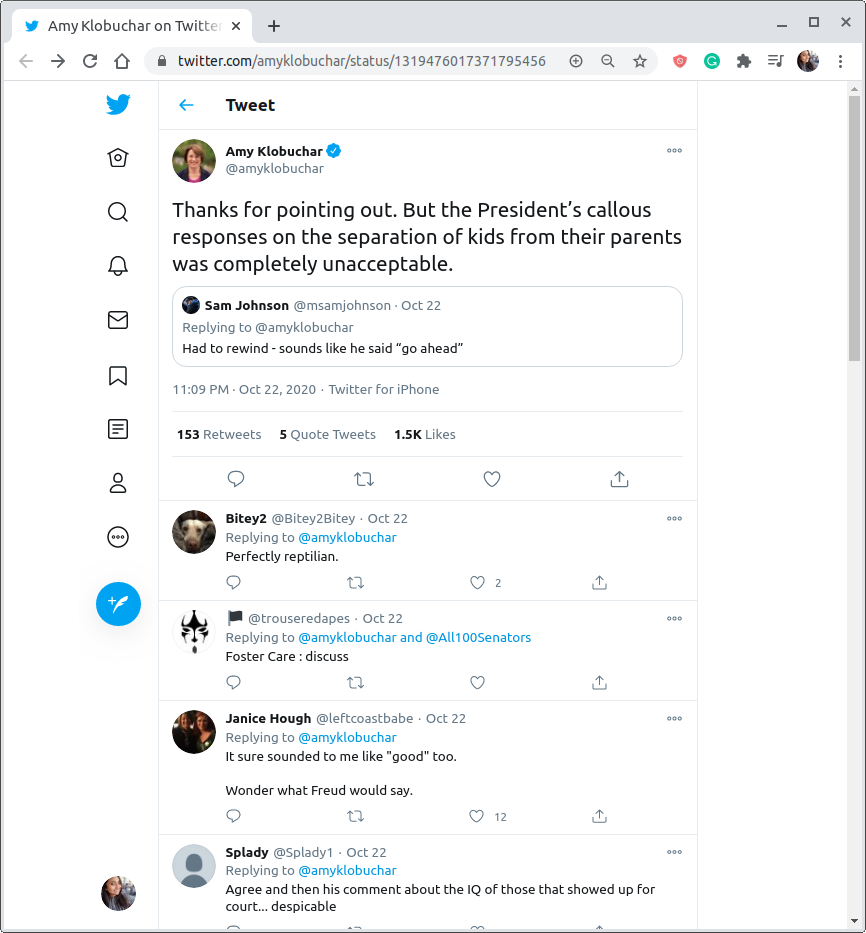 Amy Klobuchar on Twitter
twitter.com/amyklobuchar/status/1319476017371795456
Tweet
Amy Klobuchar
@amyklobuchar
Thanks for pointing out. But the President’s callous
responses on the separation of kids from their parents
was completely unacceptable.
Sam Johnson @msamjohnson · Oct 22
Replying to @amyklobuchar
Had to rewind - sounds like he said “go ahead”
11:09 PM · Oct 22, 2020 · Twitter for iPhone
153 Retweets 5 Quote Tweets 1.5K Likes
Bitey2 @Bitey2Bitey · Oct 22
Replying to @amyklobuchar
Perfectly reptilian.
2
@trouseredapes · Oct 22
Replying to @amyklobuchar and @All100Senators
Foster Care : discuss
Janice Hough @leftcoastbabe · Oct 22
Replying to @amyklobuchar
It sure sounded to me like "good" too.
Wonder what Freud would say.
12
Splady @Splady1 · Oct 22
Replying to @amyklobuchar
Agree and then his comment about the IQ of those that showed up for
court... despicable